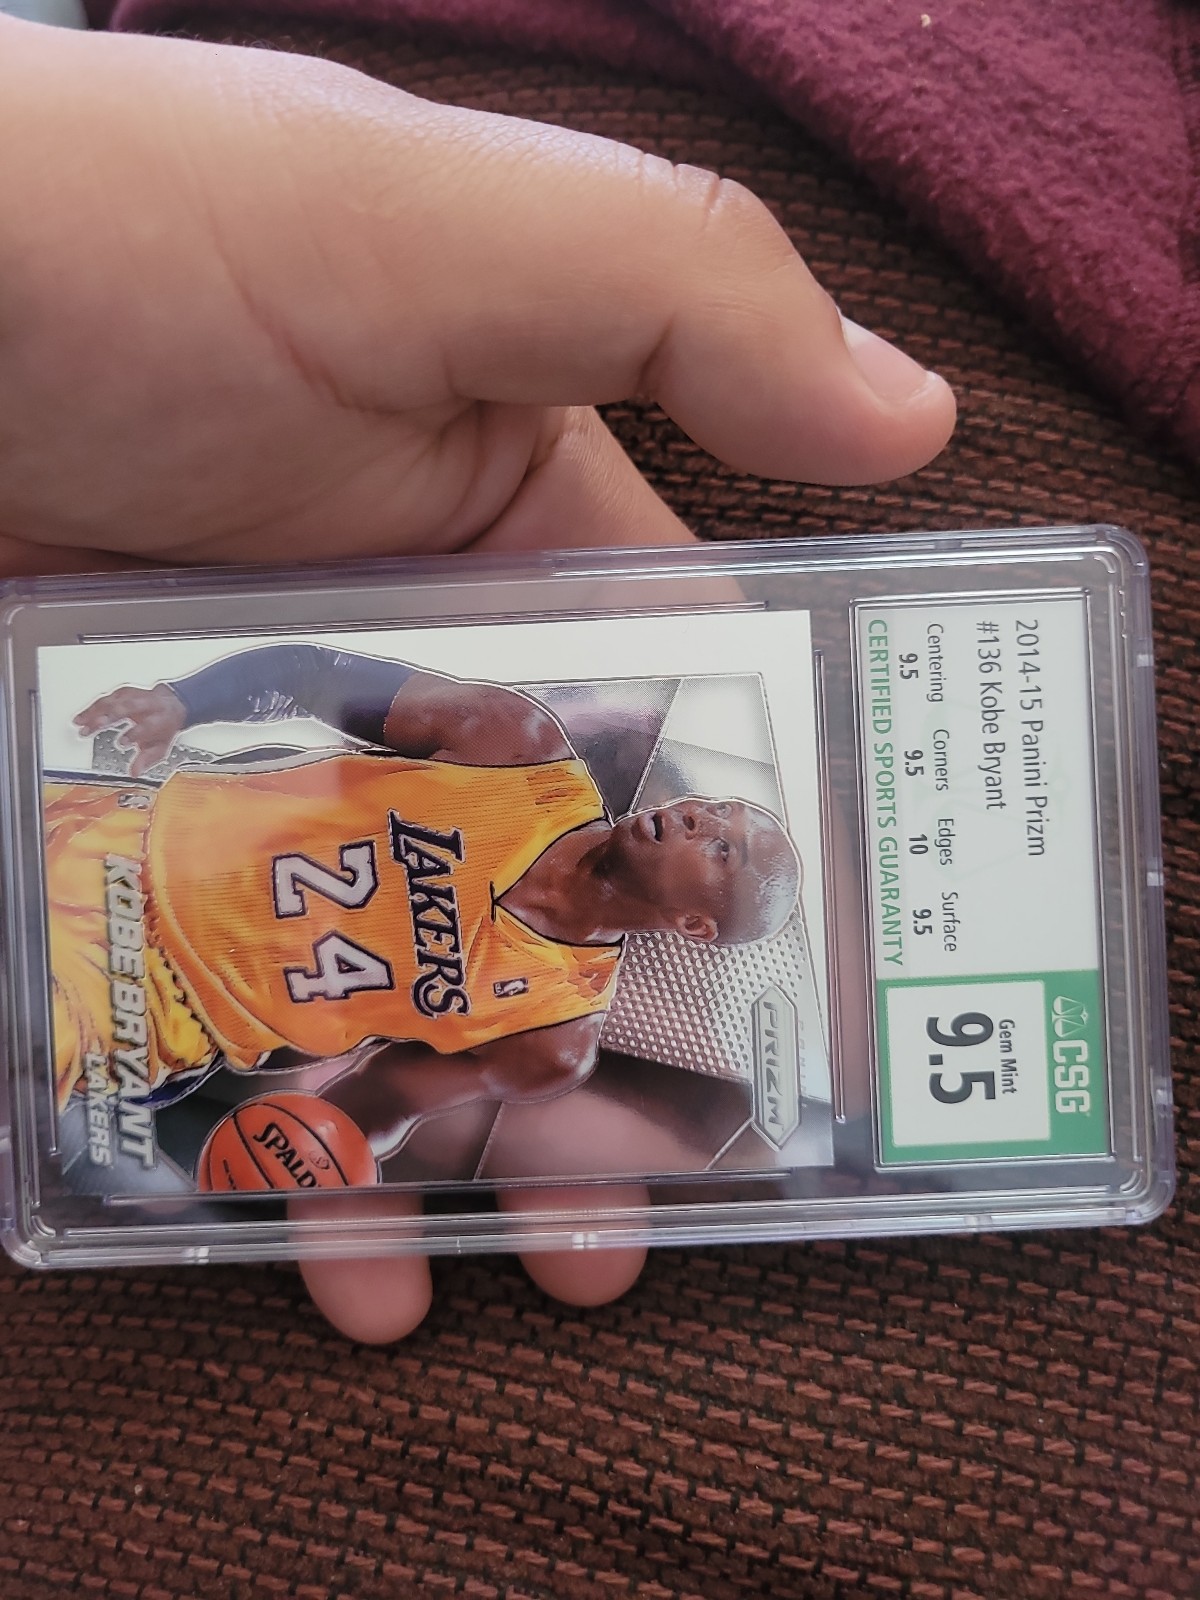 2014-15 Panini Prizm
#136 Kobe Bryant
Centering Corners Edges Surface
9.5 9.5 10 9.5
CERTIFIED SPORTS GUARANTY
CSG
Gem Mint
9.5
PRIZM
LAKERS
24
SPALD
KOBE BRYANT
LAKERS